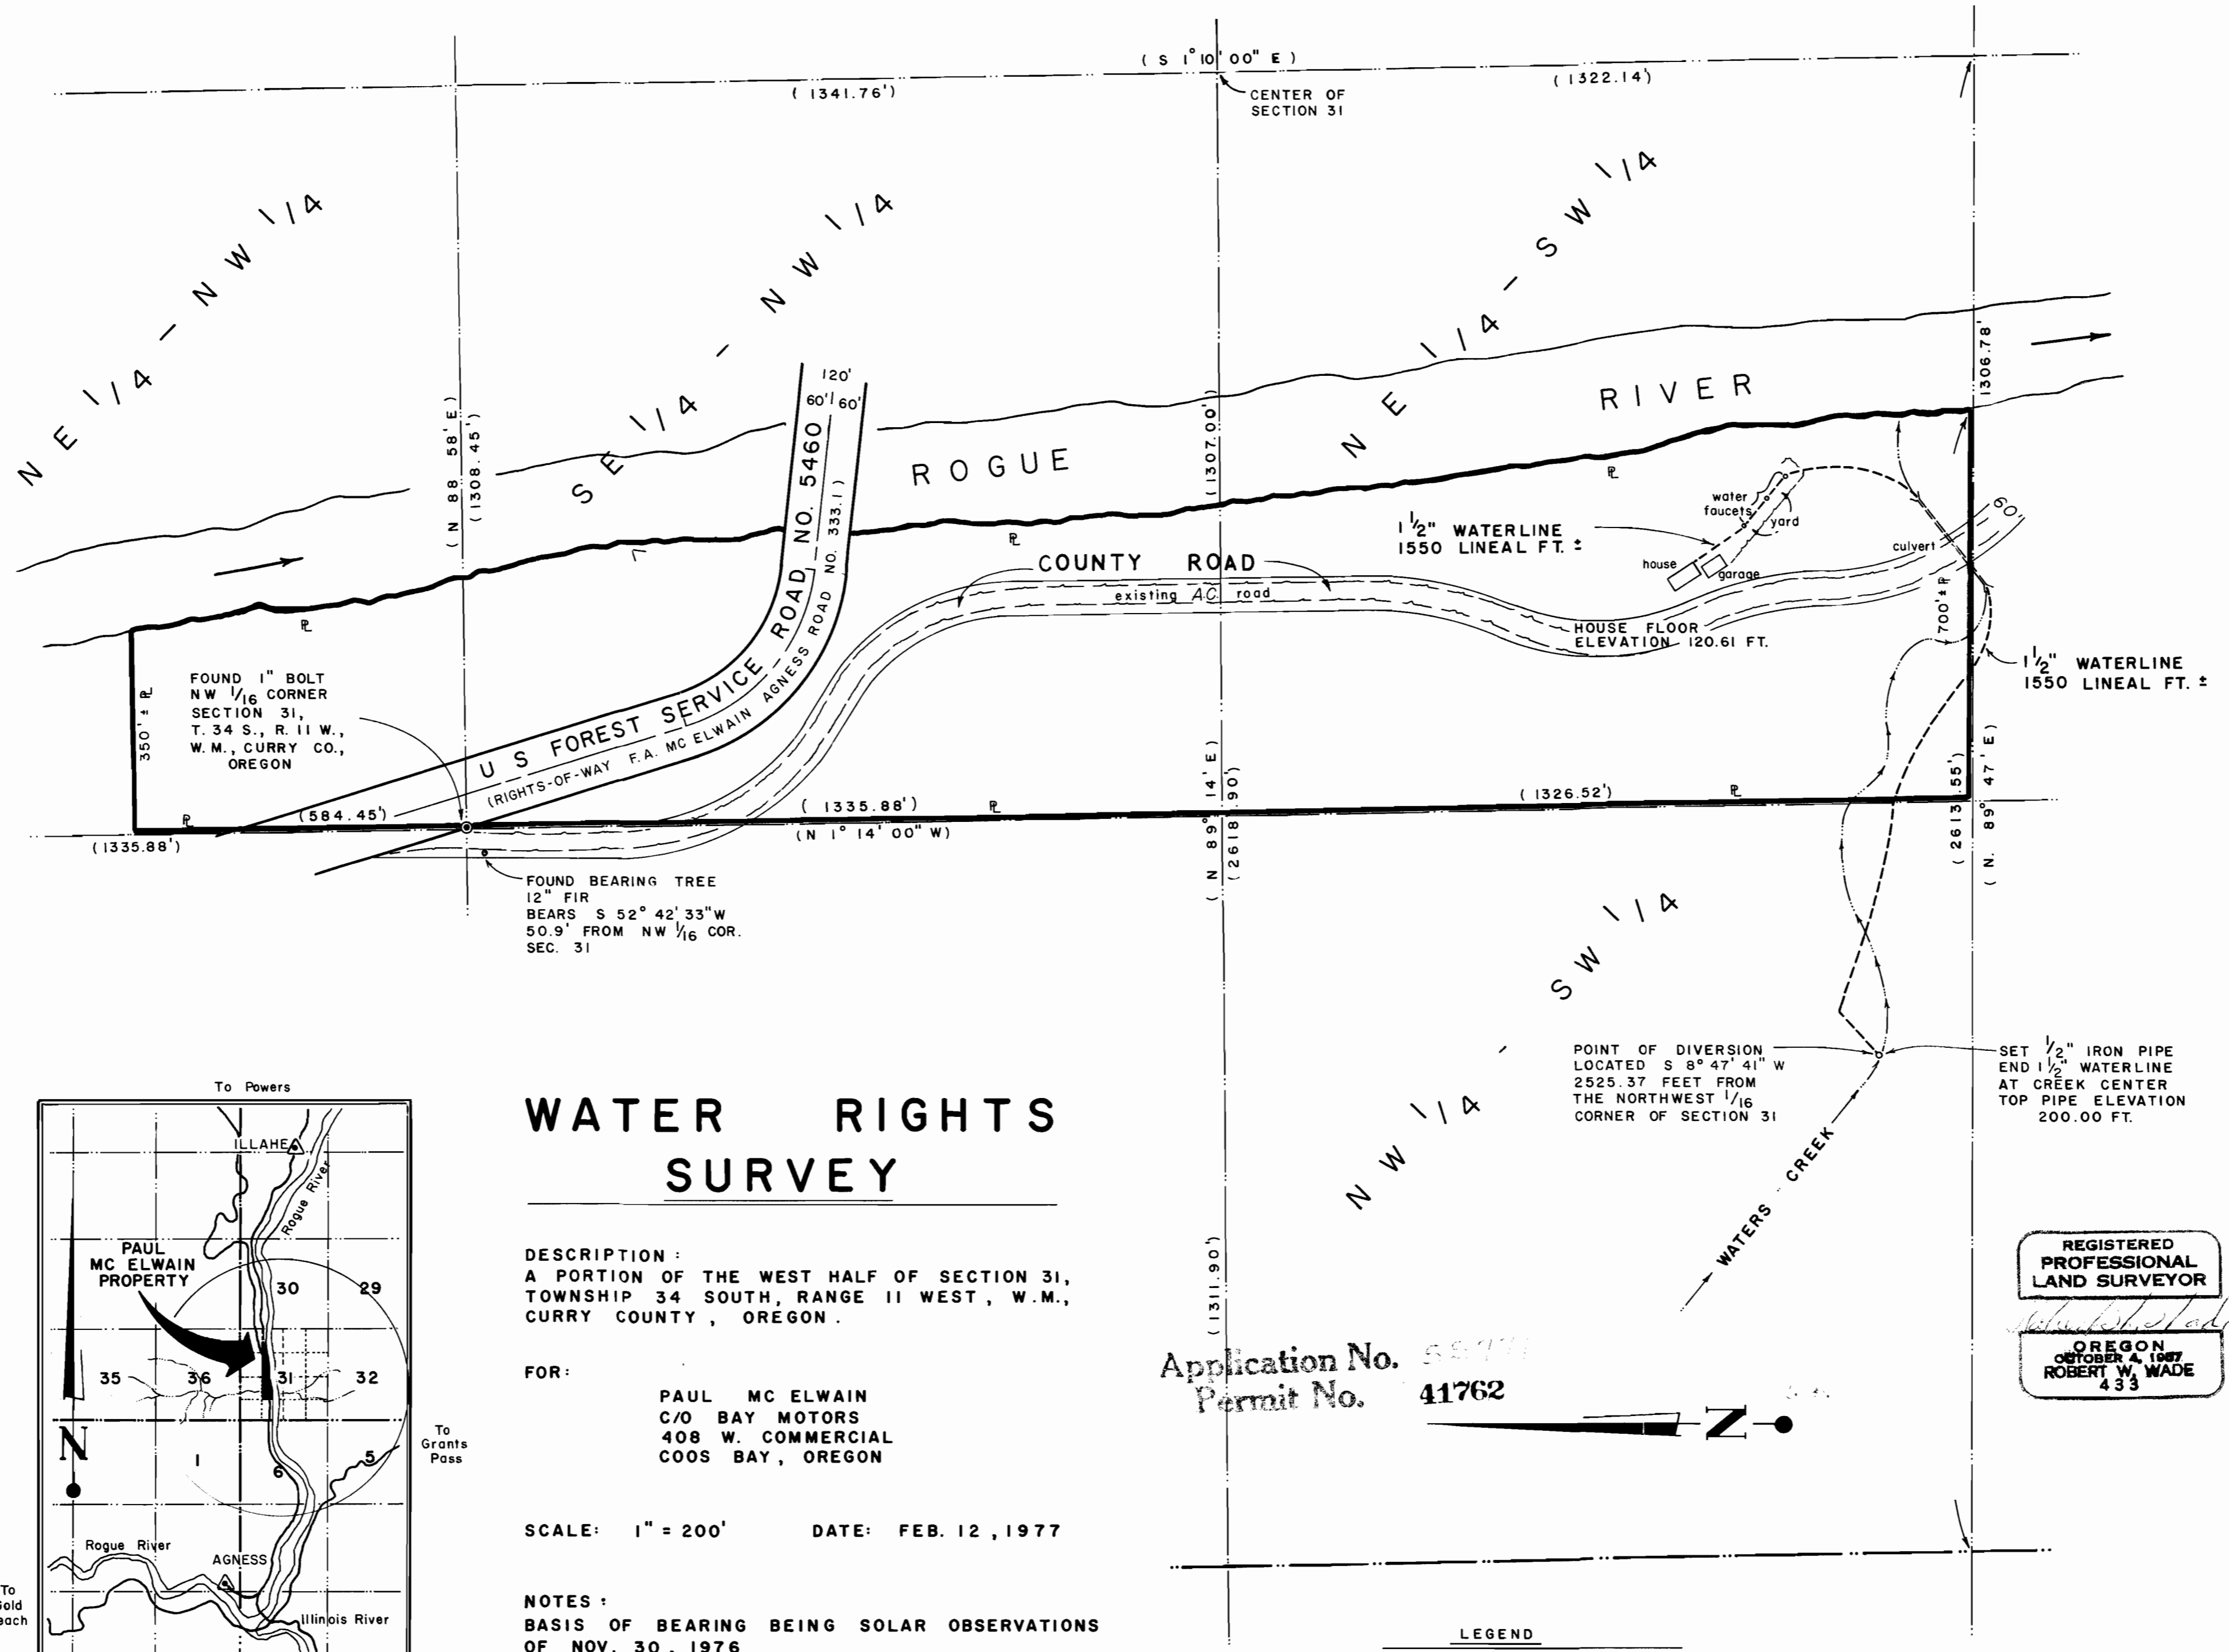 ( S 1° 10' 00" E )
( 1341.76')
( 1322.14')
CENTER OF
SECTION 31
NE 1/4 - NW 1/4
SE 1/4 - NW 1/4
NE 1/4 - SW 1/4
NW 1/4 - SW 1/4
( N 88 58' E )
(1308.45')
120'
60' 60'
ROGUE RIVER
(1307.00')
1306.78'
U S FOREST SERVICE ROAD NO. 5460
(RIGHTS-OF-WAY F.A. MC ELWAIN AGNESS ROAD NO. 333.1)
COUNTY ROAD
existing A.C. road
1 1/2" WATERLINE
1550 LINEAL FT. ±
water
faucets
yard
house
garage
culvert
60'
HOUSE FLOOR
ELEVATION 120.61 FT.
700' ± PL
1 1/2" WATERLINE
1550 LINEAL FT. ±
350' ± PL
PL
PL
PL
PL
PL
PL
FOUND 1" BOLT
NW 1/16 CORNER
SECTION 31,
T. 34 S., R. 11 W.,
W.M., CURRY CO.,
OREGON
(584.45')
(1335.88')
( 1335.88')
(N 1° 14' 00" W)
( 1326.52')
( N 89° 14' E )
(2618.90')
( 2613.55')
( N. 89° 47' E )
FOUND BEARING TREE
12" FIR
BEARS S 52° 42' 33" W
50.9' FROM NW 1/16 COR.
SEC. 31
POINT OF DIVERSION
LOCATED S 8° 47' 41" W
2525.37 FEET FROM
THE NORTHWEST 1/16
CORNER OF SECTION 31
SET 1/2" IRON PIPE
END 1 1/2" WATERLINE
AT CREEK CENTER
TOP PIPE ELEVATION
200.00 FT.
WATERS CREEK
(1311.90')
WATER RIGHTS
SURVEY
DESCRIPTION :
A PORTION OF THE WEST HALF OF SECTION 31,
TOWNSHIP 34 SOUTH, RANGE 11 WEST, W.M.,
CURRY COUNTY, OREGON.
FOR:
PAUL MC ELWAIN
C/O BAY MOTORS
408 W. COMMERCIAL
COOS BAY, OREGON
SCALE: 1" = 200' DATE: FEB. 12, 1977
NOTES :
BASIS OF BEARING BEING SOLAR OBSERVATIONS
OF NOV. 30, 1976
Application No.
Permit No. 41762
N
LEGEND
REGISTERED
PROFESSIONAL
LAND SURVEYOR
OREGON
OCTOBER 4, 1967
ROBERT W. WADE
433
To Powers
ILLAHE
Rogue River
PAUL
MC ELWAIN
PROPERTY
30 29
35 36 31 32
N
1 6 5
To
Grants
Pass
Rogue River
AGNESS
Illinois River
To